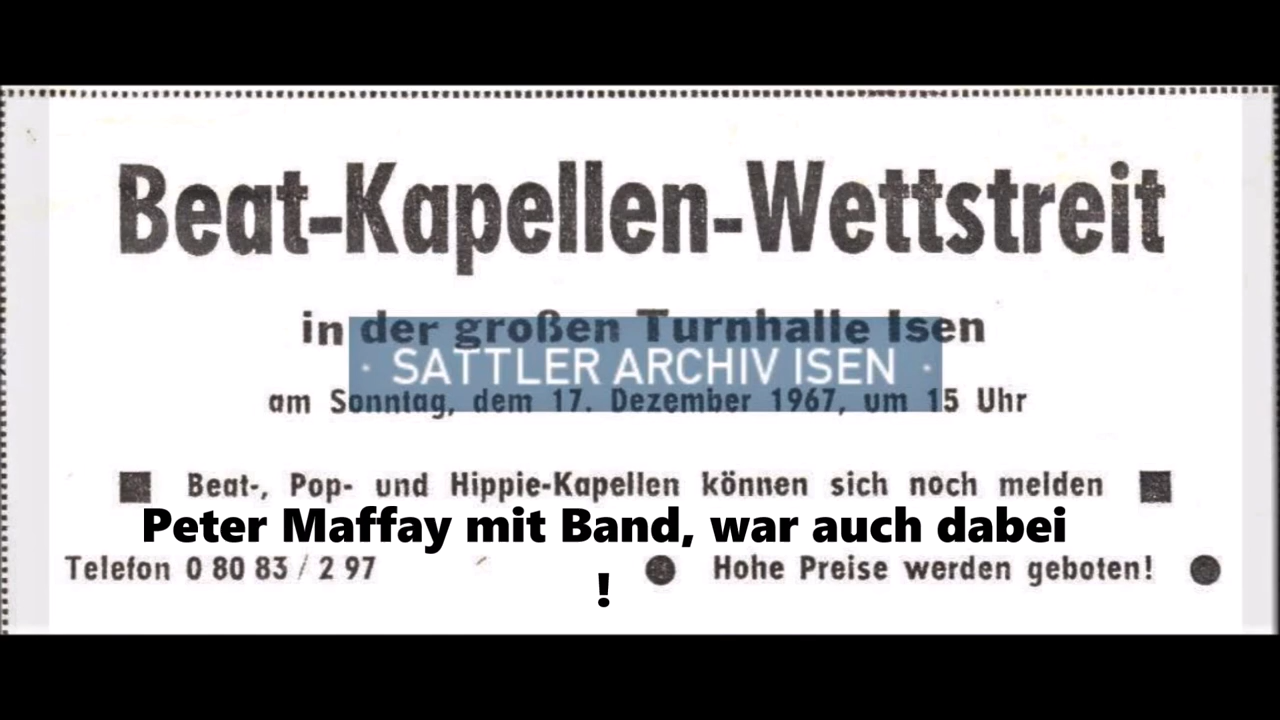 Beat-Kapellen-Wettstreit
in der großen Turnhalle Isen
· SATTLER ARCHIV ISEN ·
am Sonntag, dem 17. Dezember 1967, um 15 Uhr
Beat-, Pop- und Hippie-Kapellen können sich noch melden
Peter Maffay mit Band, war auch dabei
Telefon 0 80 83 / 2 97 Hohe Preise werden geboten!
!